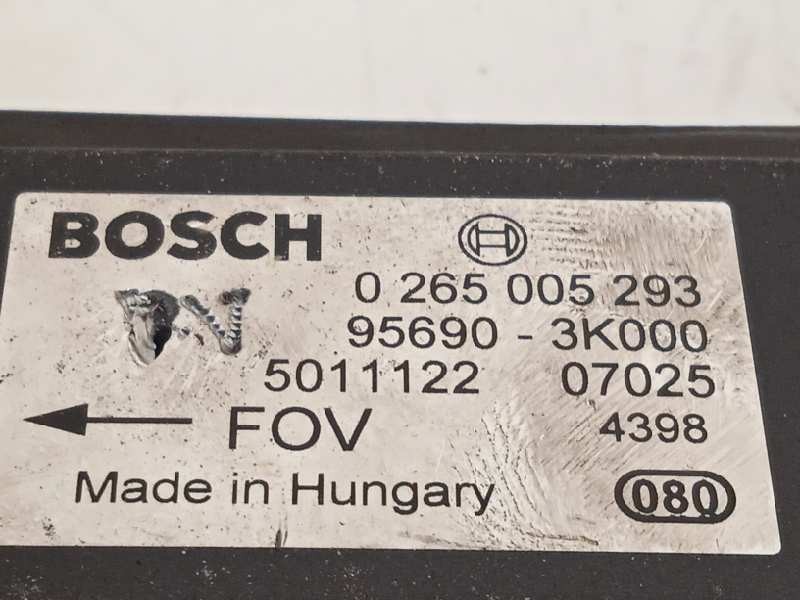 BOSCH
0 265 005 293
95690 - 3K000
5011122 07025
FOV 4398
Made in Hungary 080